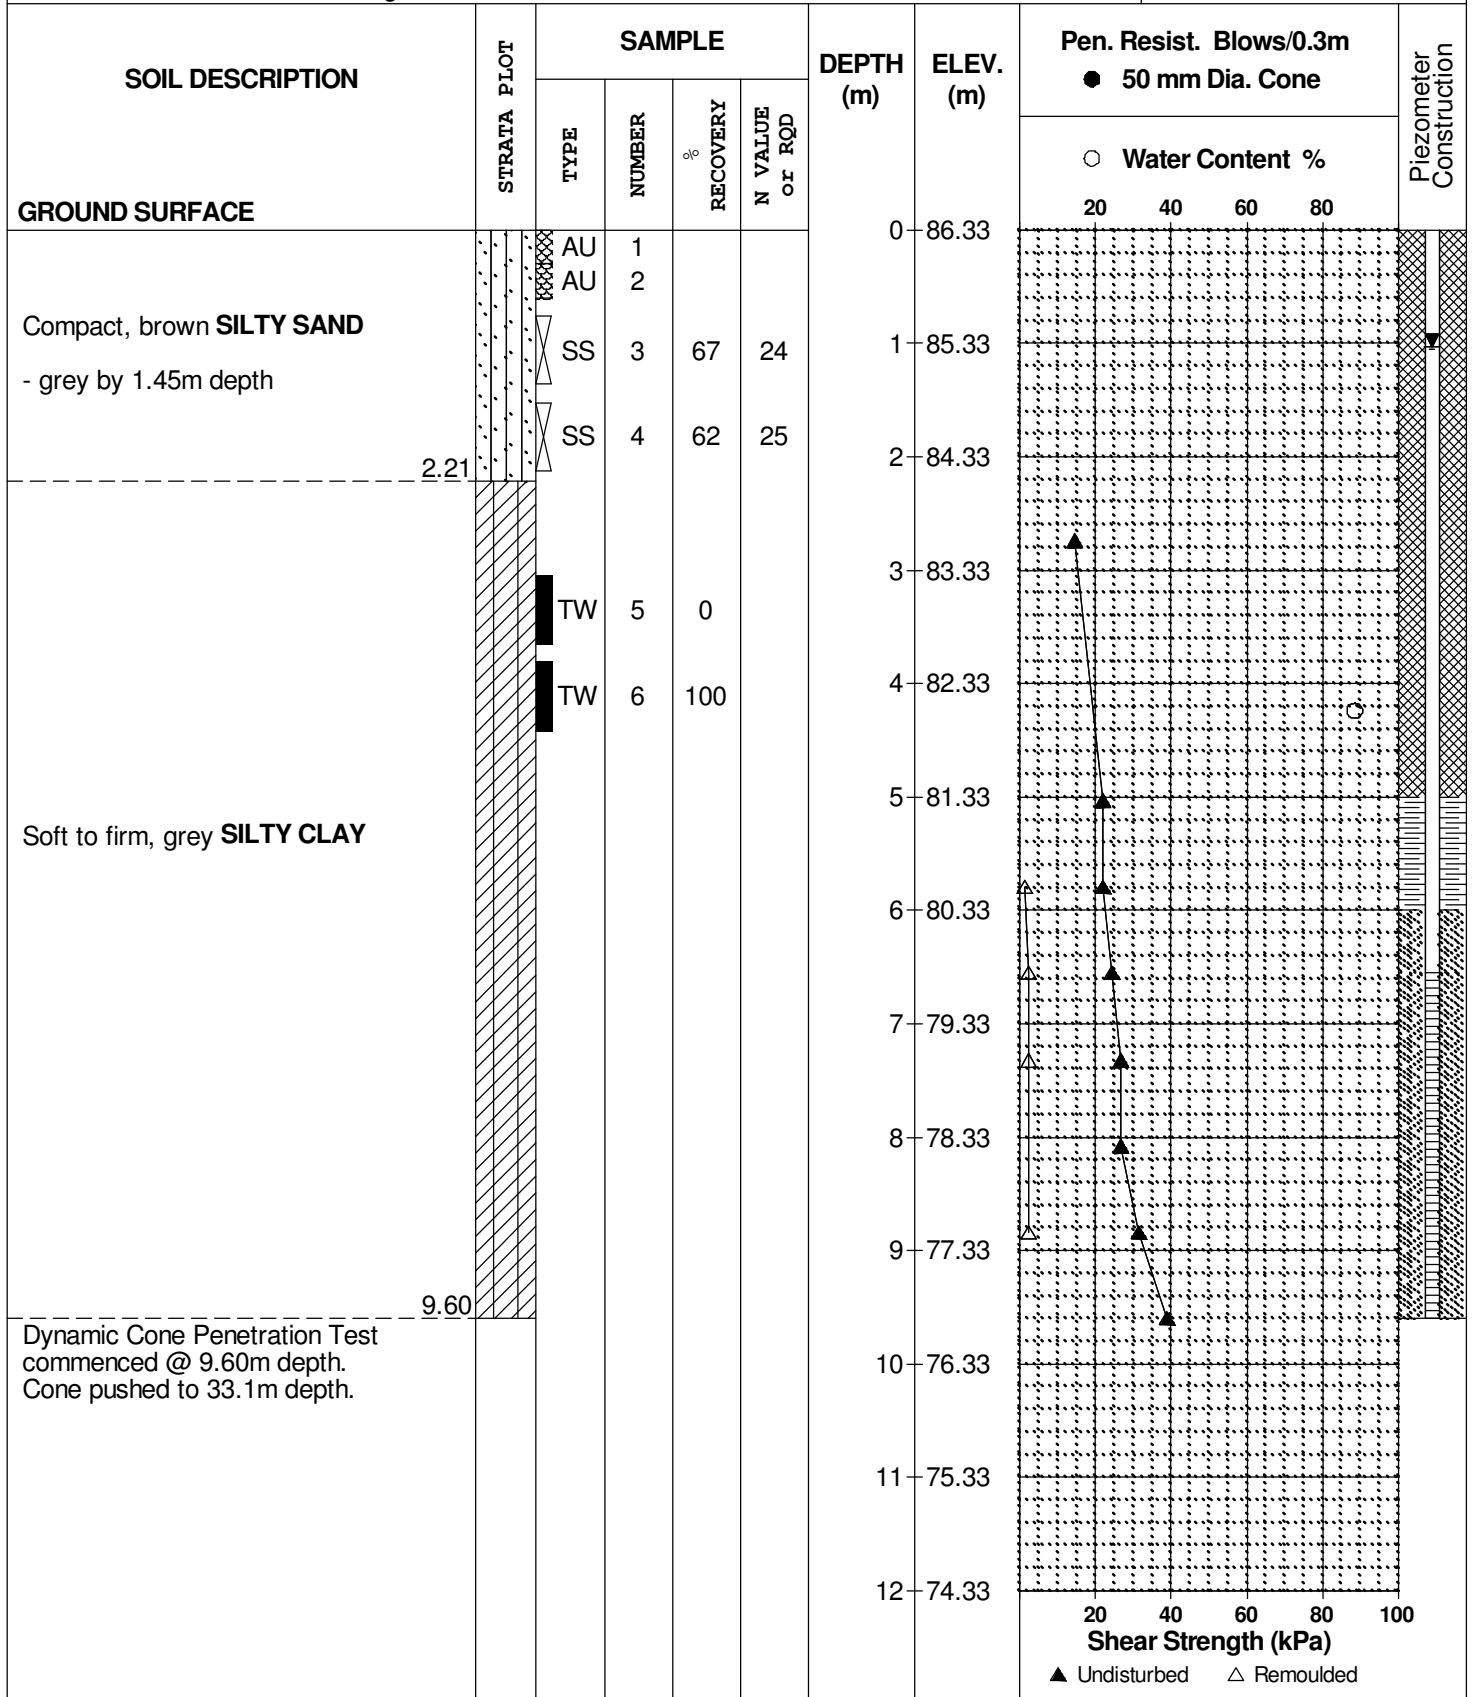 SOIL DESCRIPTION
GROUND SURFACE
STRATA PLOT
SAMPLE
TYPE
NUMBER
%
RECOVERY
N VALUE
or RQD
DEPTH
(m)
ELEV.
(m)
Pen. Resist. Blows/0.3m
● 50 mm Dia. Cone
○ Water Content %
20 40 60 80
Piezometer
Construction
0 86.33
AU 1
AU 2
Compact, brown SILTY SAND
SS 3 67 24
1 85.33
- grey by 1.45m depth
SS 4 62 25
2 84.33
2.21
3 83.33
TW 5 0
4 82.33
TW 6 100
5 81.33
Soft to firm, grey SILTY CLAY
6 80.33
7 79.33
8 78.33
9 77.33
9.60
Dynamic Cone Penetration Test
commenced @ 9.60m depth.
Cone pushed to 33.1m depth.
10 76.33
11 75.33
12 74.33
20 40 60 80 100
Shear Strength (kPa)
▲ Undisturbed △ Remoulded